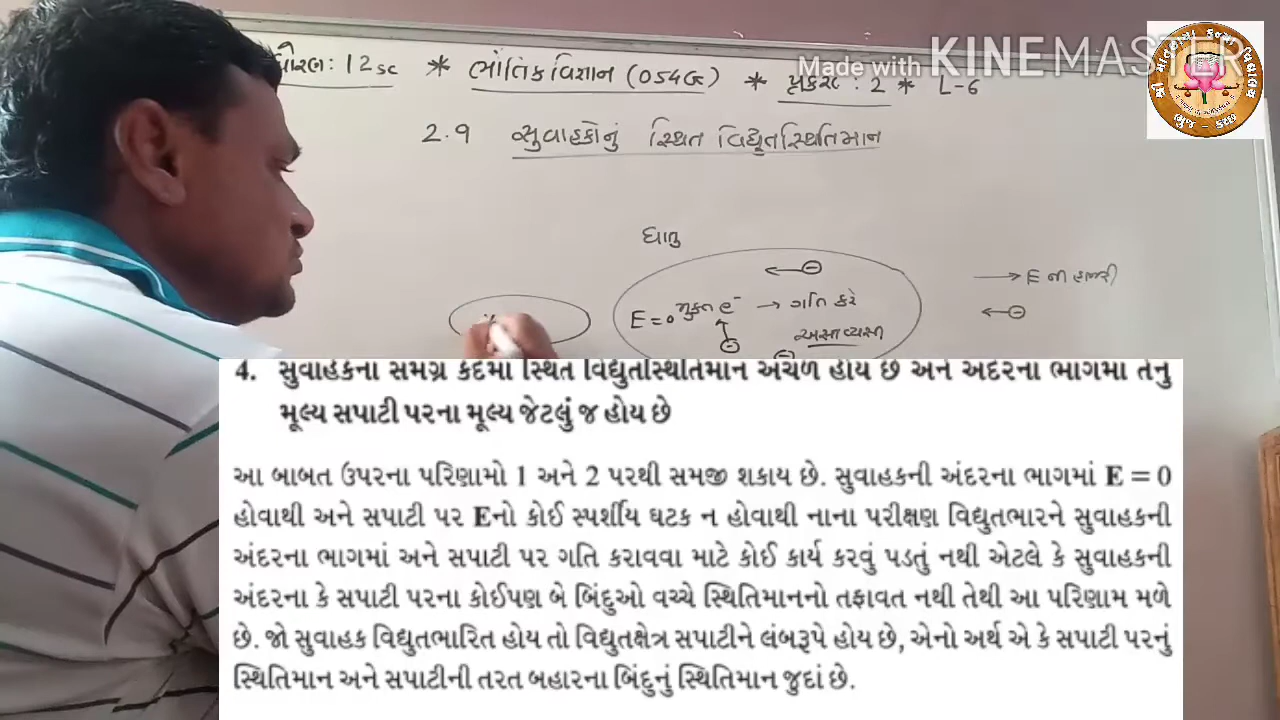 ધોરણ: 12 sc * ભૌતિકવિજ્ઞાન (054G) * પ્રકરણ : 2 * L-6
Made with KINEMASTER
2.9 સુવાહકોનું સ્થિત વિદ્યુતસ્થિતિમાન
ધાતુ
E = 0 મુક્ત e⁻ → ગતિ કરે
અસ્તવ્યસ્ત
→ E ની હાજરી
4. સુવાહકના સમગ્ર કદમાં સ્થિત વિદ્યુતસ્થિતિમાન અચળ હોય છે અને અંદરના ભાગમાં તેનું
મૂલ્ય સપાટી પરના મૂલ્ય જેટલું જ હોય છે
આ બાબત ઉપરના પરિણામો 1 અને 2 પરથી સમજી શકાય છે. સુવાહકની અંદરના ભાગમાં E = 0
હોવાથી અને સપાટી પર Eનો કોઈ સ્પર્શીય ઘટક ન હોવાથી નાના પરીક્ષણ વિદ્યુતભારને સુવાહકની
અંદરના ભાગમાં અને સપાટી પર ગતિ કરાવવા માટે કોઈ કાર્ય કરવું પડતું નથી એટલે કે સુવાહકની
અંદરના કે સપાટી પરના કોઈપણ બે બિંદુઓ વચ્ચે સ્થિતિમાનનો તફાવત નથી તેથી આ પરિણામ મળે
છે. જો સુવાહક વિદ્યુતભારિત હોય તો વિદ્યુતક્ષેત્ર સપાટીને લંબરૂપે હોય છે, એનો અર્થ એ કે સપાટી પરનું
સ્થિતિમાન અને સપાટીની તરત બહારના બિંદુનું સ્થિતિમાન જુદાં છે.